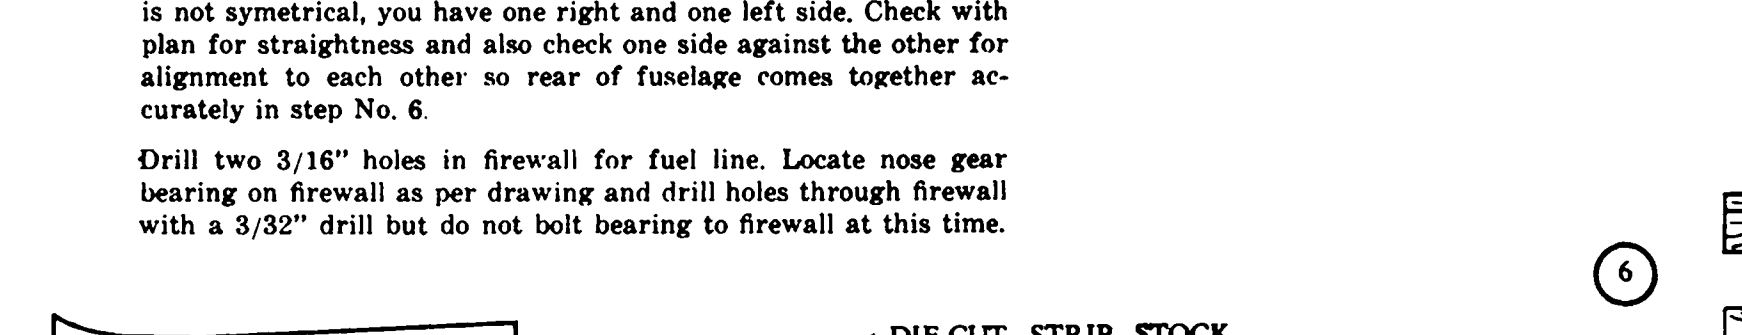 is not symetrical, you have one right and one left side. Check with
plan for straightness and also check one side against the other for
alignment to each other so rear of fuselage comes together ac-
curately in step No. 6.
Drill two 3/16" holes in firewall for fuel line. Locate nose gear
bearing on firewall as per drawing and drill holes through firewall
with a 3/32" drill but do not bolt bearing to firewall at this time.
6
DIE CUT STRIP STOCK